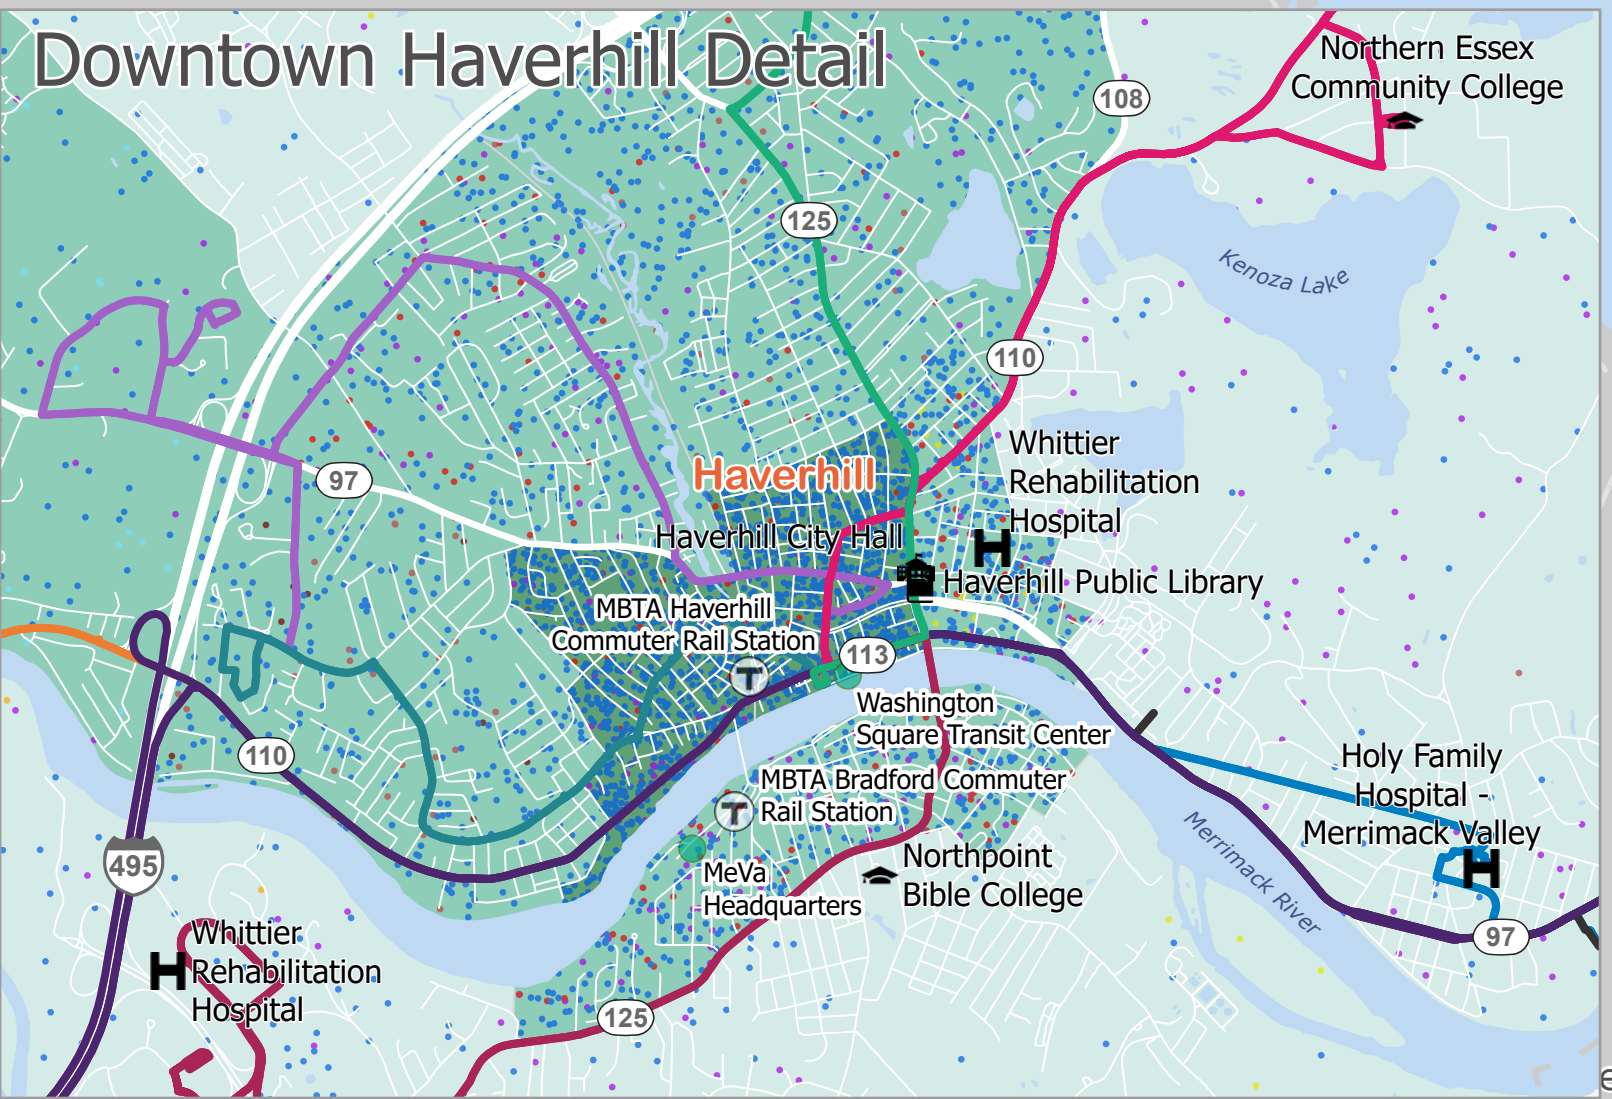 Downtown Haverhill Detail
Northern Essex
Community College
108
125
Kenoza Lake
110
97
Haverhill
Whittier
Rehabilitation
Hospital
Haverhill City Hall
H
Haverhill Public Library
MBTA Haverhill
Commuter Rail Station
T
113
Washington
Square Transit Center
110
MBTA Bradford Commuter
Rail Station
T
Holy Family
Hospital -
Merrimack Valley
H
495
MeVa
Headquarters
Northpoint
Bible College
Merrimack River
97
Whittier
Rehabilitation
Hospital
H
125